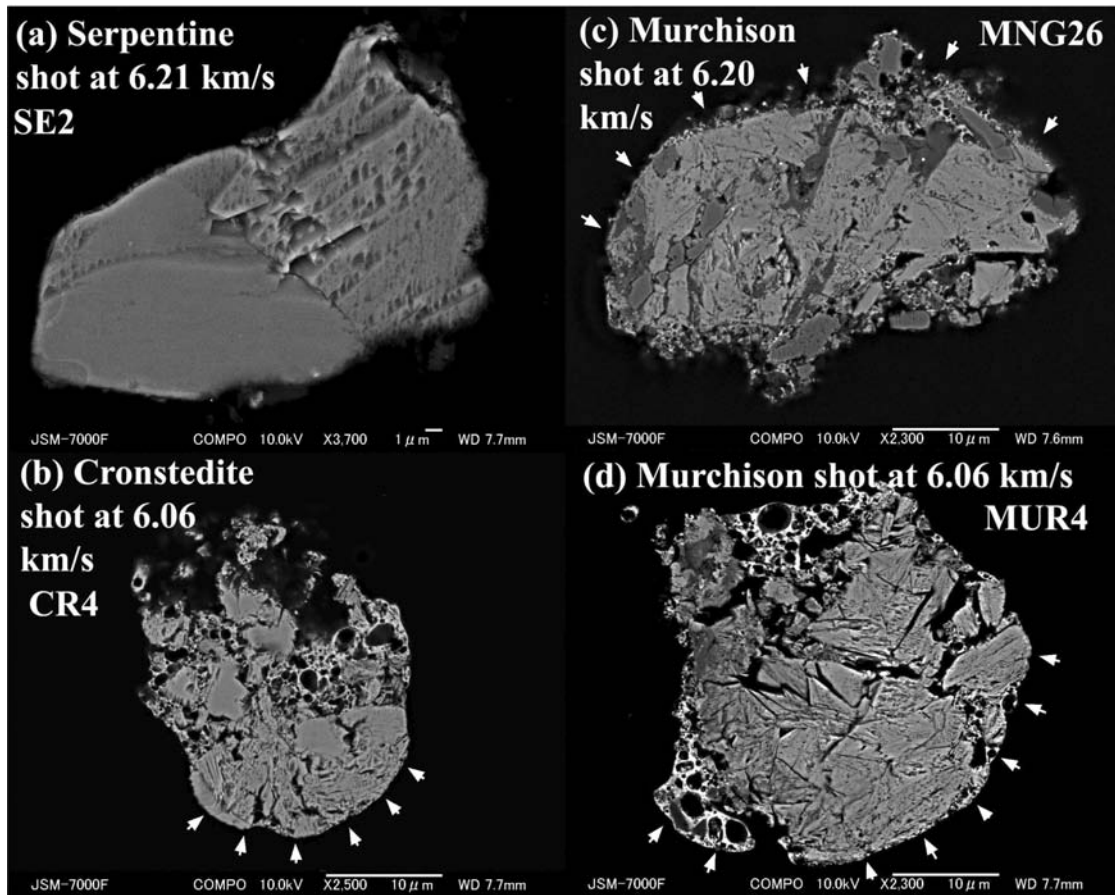 (a) Serpentine
shot at 6.21 km/s
SE2
JSM-7000F COMPO 10.0kV X3,700 1 μm WD 7.7mm
(c) Murchison
MNG26
shot at 6.20
km/s
JSM-7000F COMPO 10.0kV X2,300 10 μm WD 7.6mm
(b) Cronstedite
shot at 6.06
km/s
CR4
JSM-7000F COMPO 10.0kV X2,500 10 μm WD 7.7mm
(d) Murchison shot at 6.06 km/s
MUR4
JSM-7000F COMPO 10.0kV X2,300 10 μm WD 7.7mm